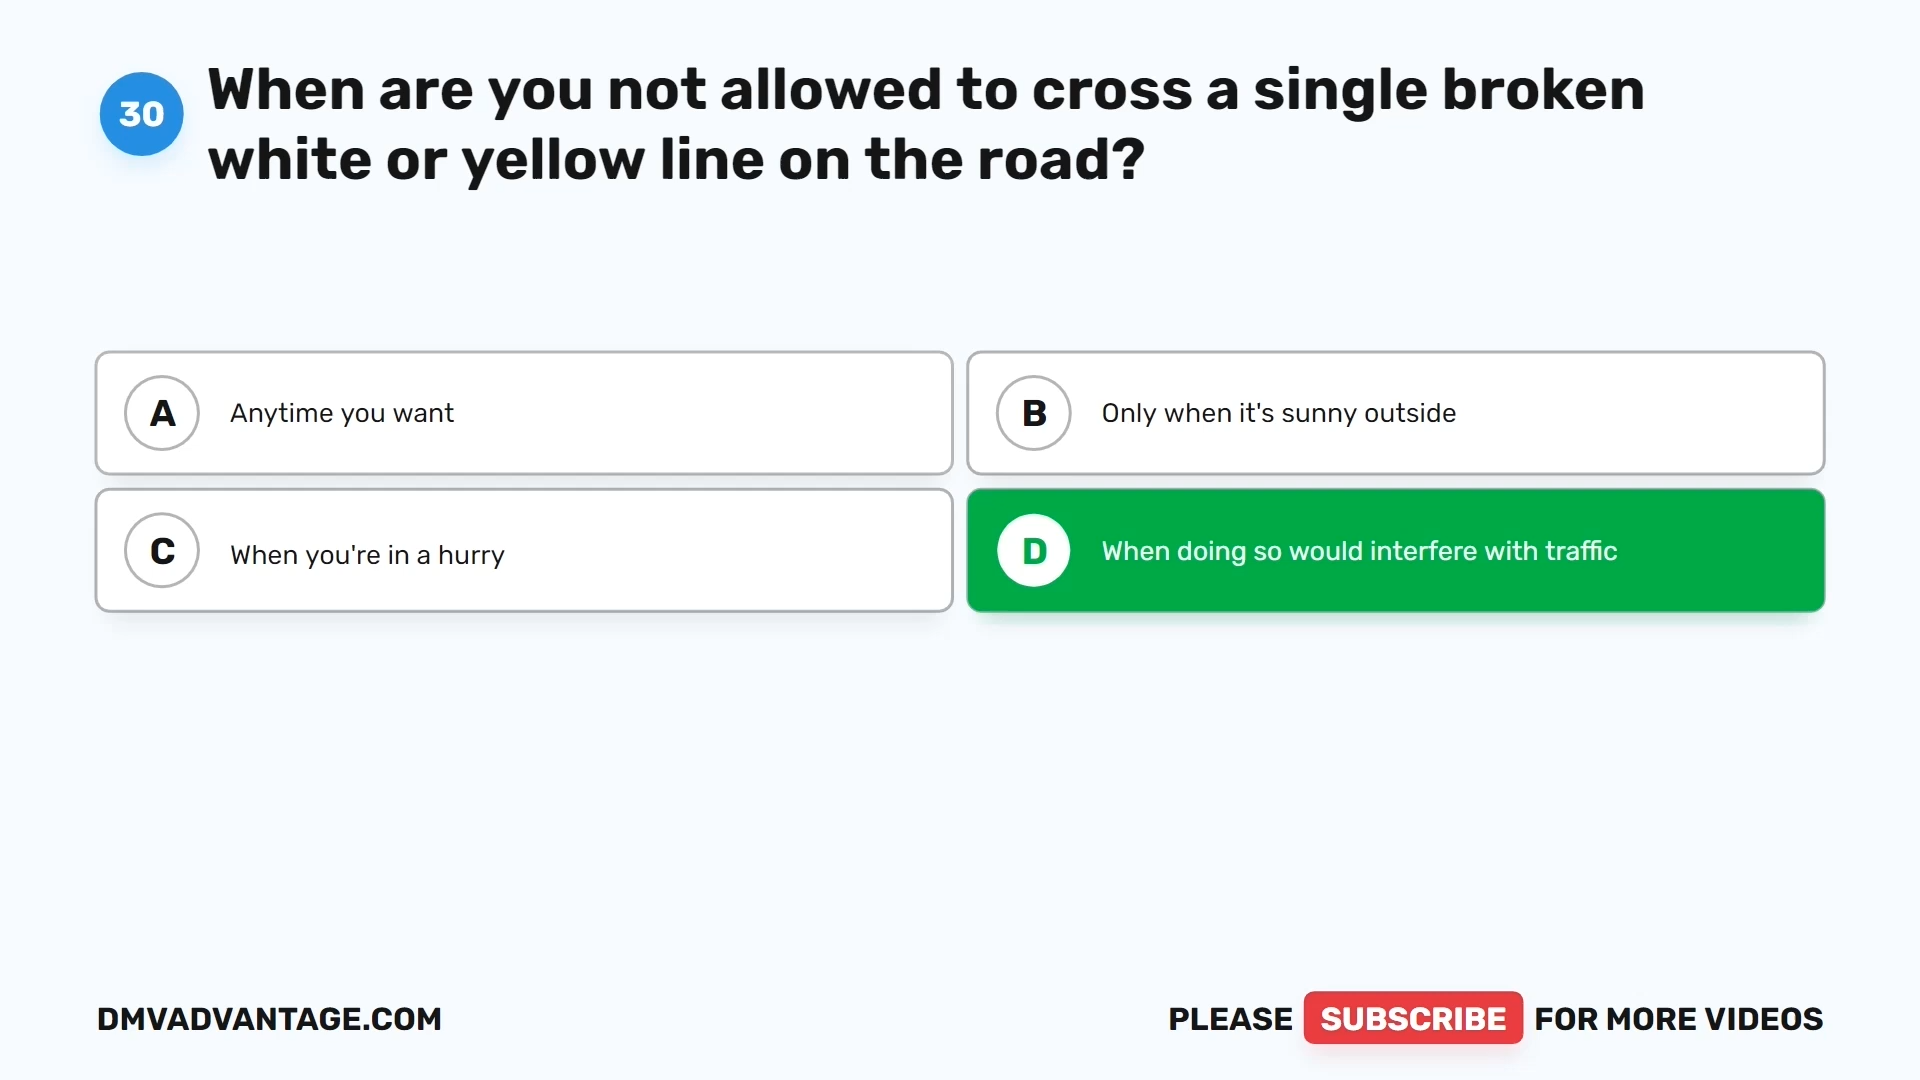 30
When are you not allowed to cross a single broken
white or yellow line on the road?
A
Anytime you want
B
Only when it's sunny outside
C
When you're in a hurry
D
When doing so would interfere with traffic
DMVADVANTAGE.COM
PLEASE SUBSCRIBE FOR MORE VIDEOS